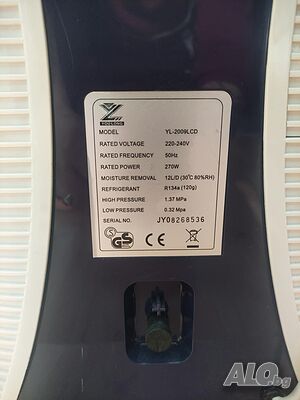 YOULONG
MODEL YL-2009LCD
RATED VOLTAGE 220-240V
RATED FREQUENCY 50Hz
RATED POWER 270W
MOISTURE REMOVAL 12L/D (30℃ 80%RH)
REFRIGERANT R134a (120g)
HIGH PRESSURE 1.37 MPa
LOW PRESSURE 0.32 Mpa
SERIAL NO. JY08268536
GS CE
ALO.bg